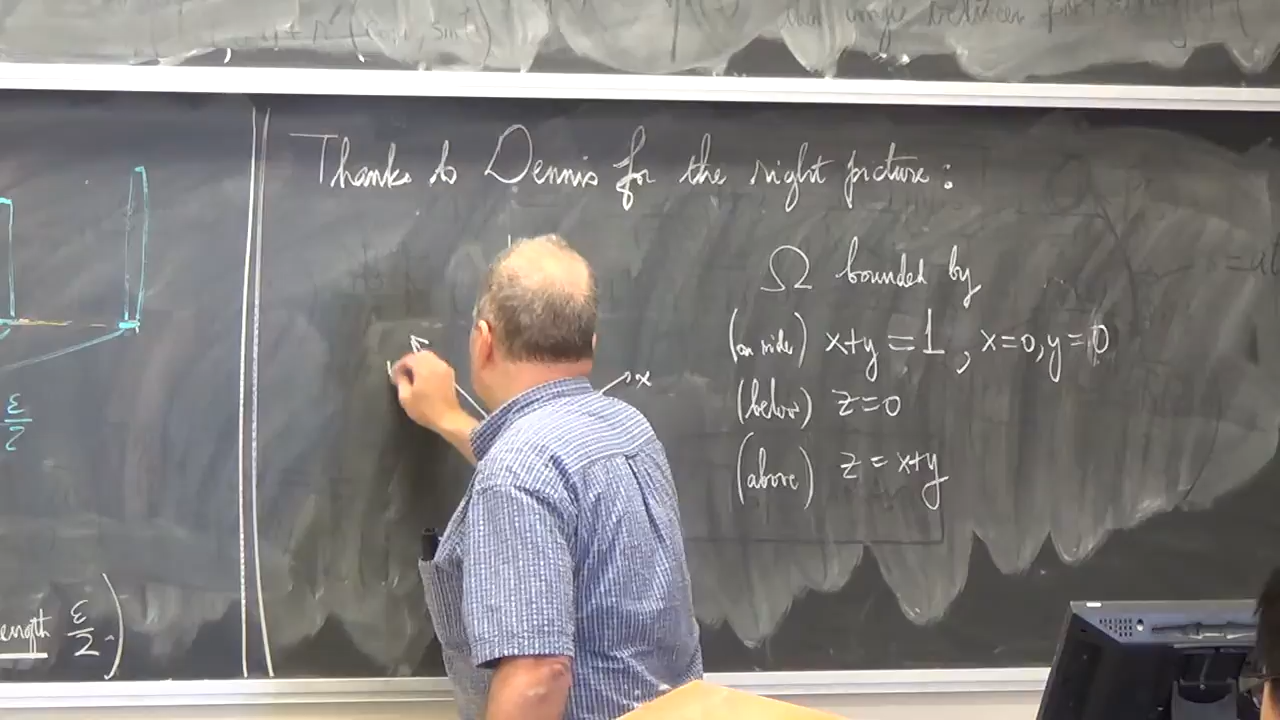 Thanks to Dennis for the right picture:
Ω bounded by
(on sides) x+y=1, x=0, y=0
(below) z=0
(above) z=x+y
x
ε/2
length ε/2)